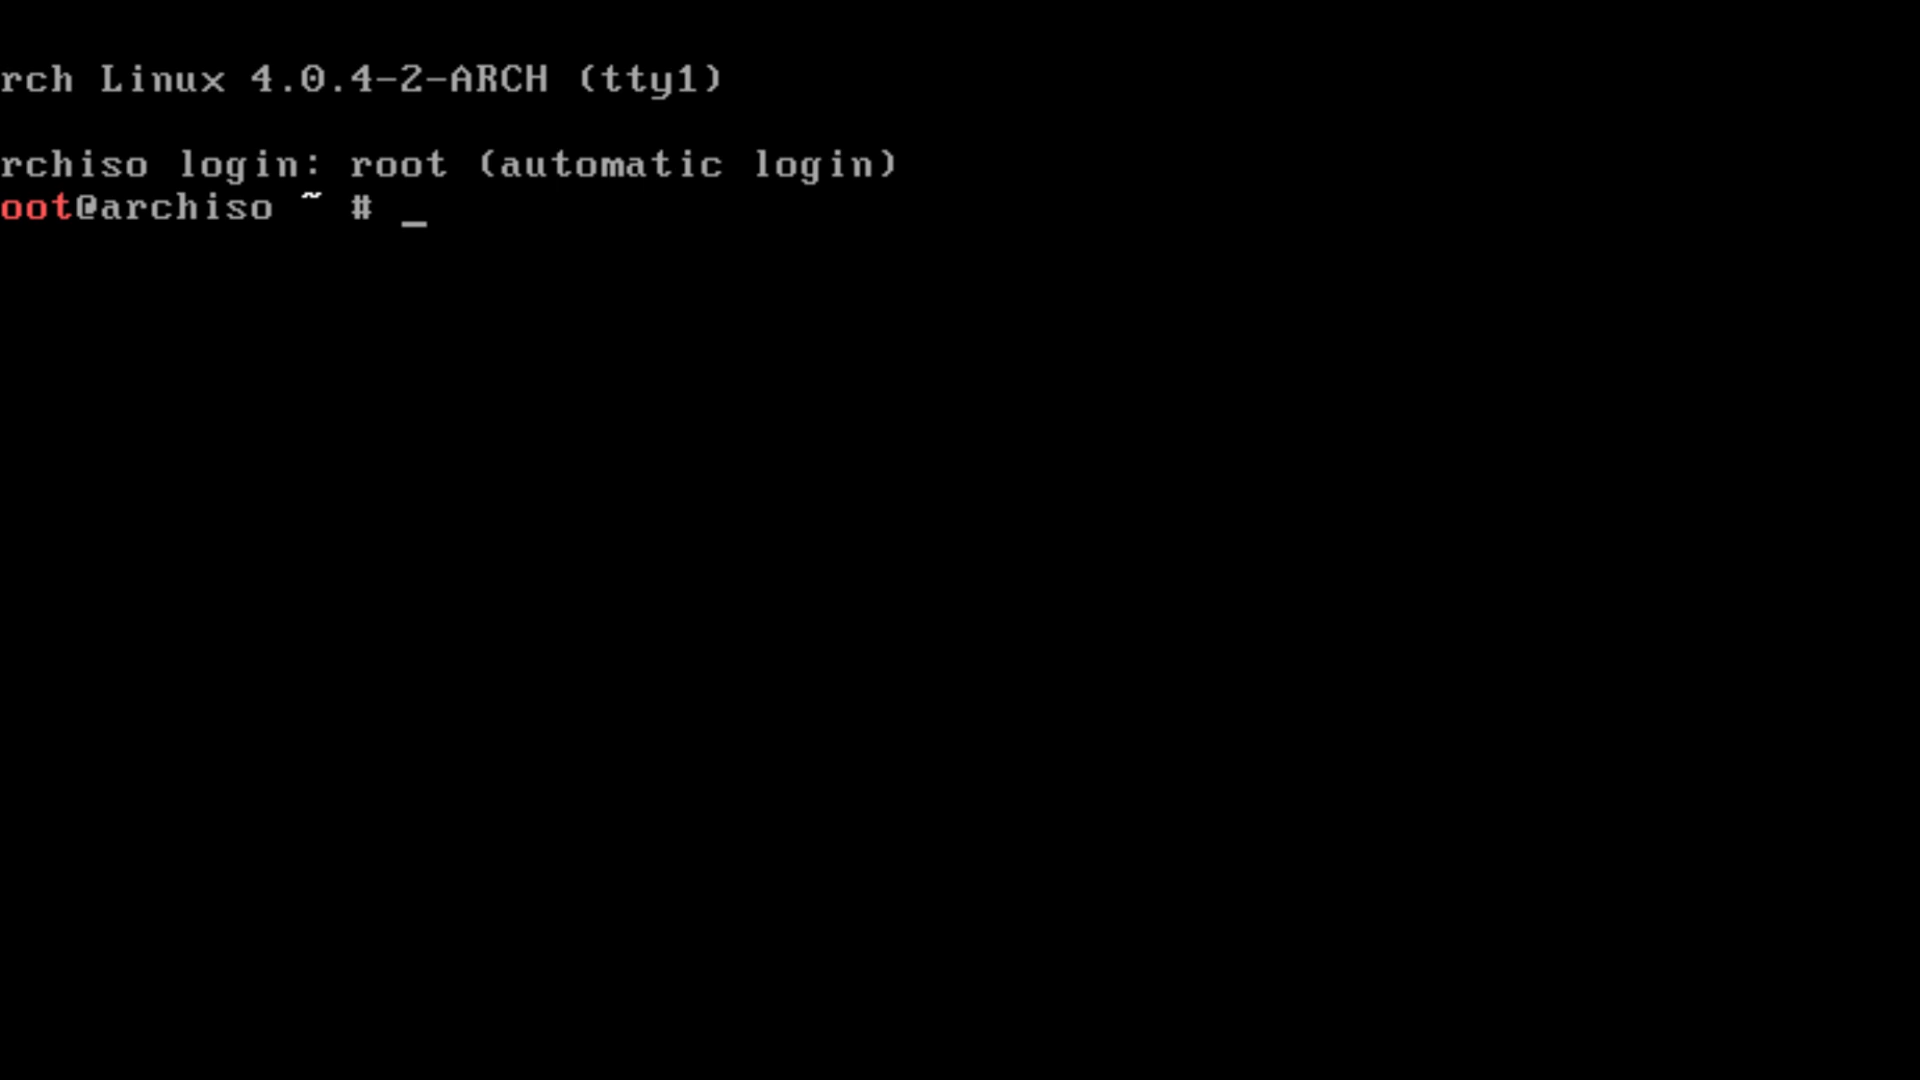 rch Linux 4.0.4-2-ARCH (tty1)
rchiso login: root (automatic login)
oot@archiso ~ # _